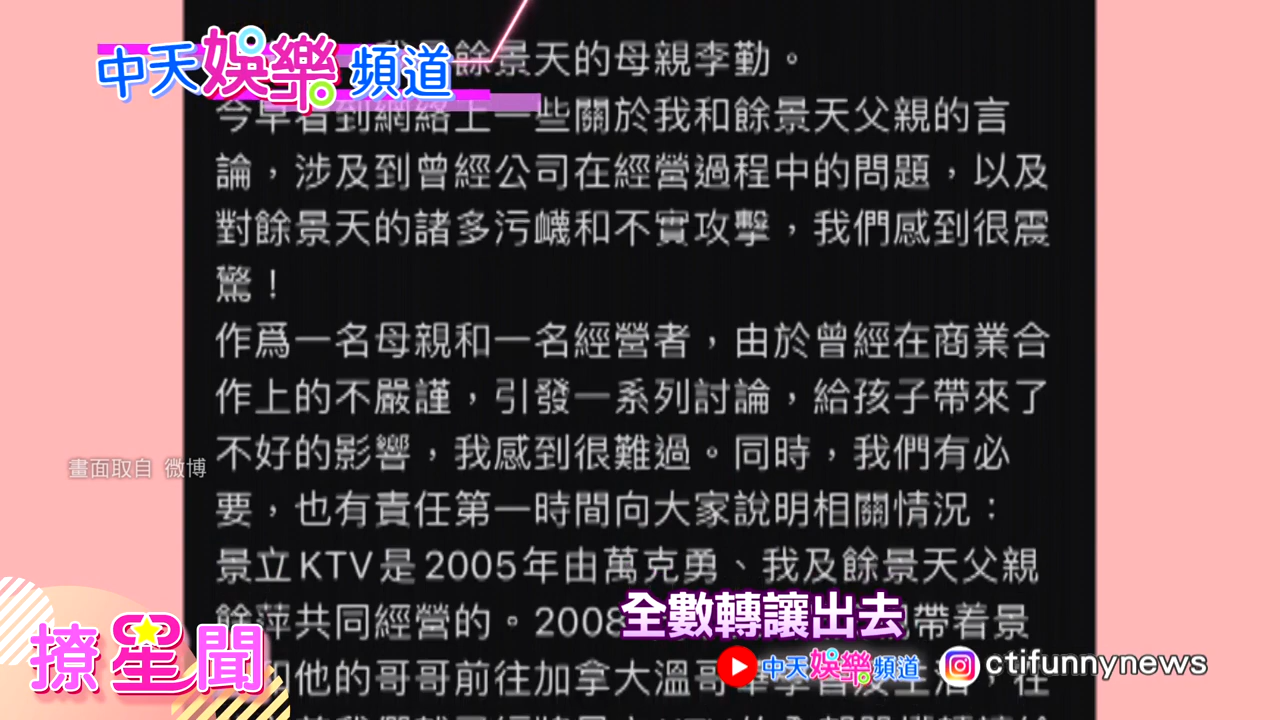 中天娛樂頻道
餘景天的母親李勤。
今早看到網絡上一些關於我和餘景天父親的言
論，涉及到曾經公司在經營過程中的問題，以及
對餘景天的諸多污衊和不實攻擊，我們感到很震
驚！
作爲一名母親和一名經營者，由於曾經在商業合
作上的不嚴謹，引發一系列討論，給孩子帶來了
不好的影響，我感到很難過。同時，我們有必
畫面取自 微博
要，也有責任第一時間向大家說明相關情況：
景立KTV是2005年由萬克勇、我及餘景天父親
餘萍共同經營的。2008
帶着景
全數轉讓出去
他的哥哥前往加拿大溫哥
撩星聞
中天娛樂頻道
ctifunnynews